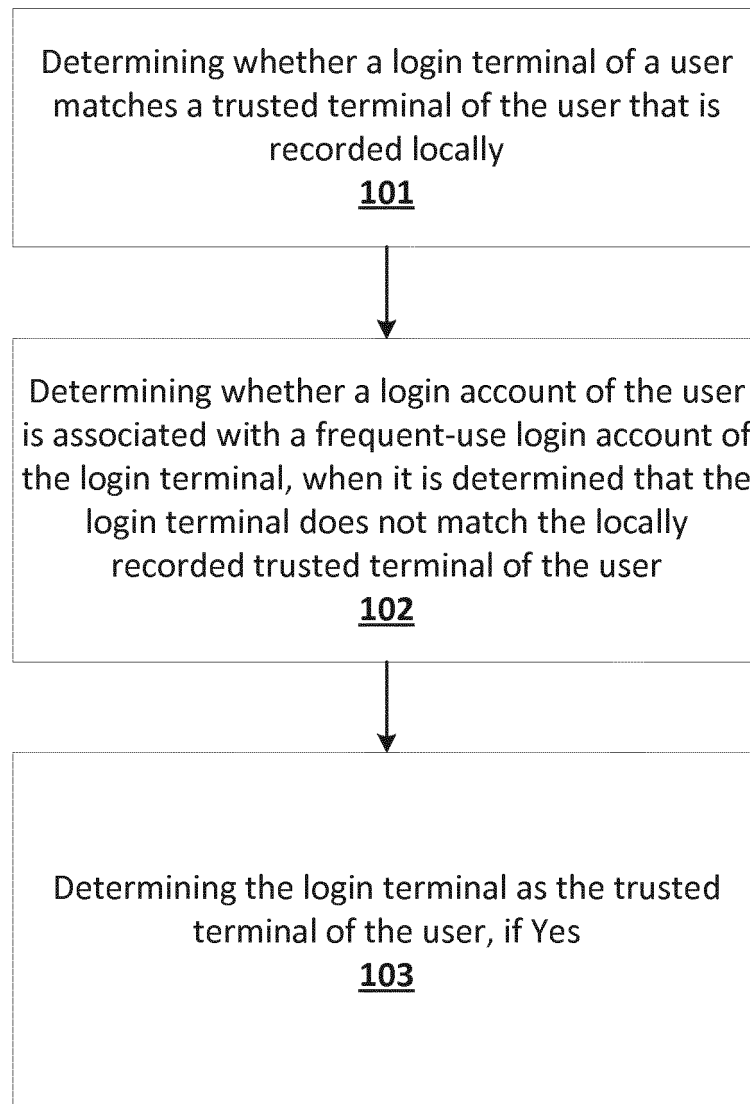 Determining whether a login terminal of a user
matches a trusted terminal of the user that is
recorded locally
101
Determining whether a login account of the user
is associated with a frequent-use login account of
the login terminal, when it is determined that the
login terminal does not match the locally
recorded trusted terminal of the user
102
Determining the login terminal as the trusted
terminal of the user, if Yes
103